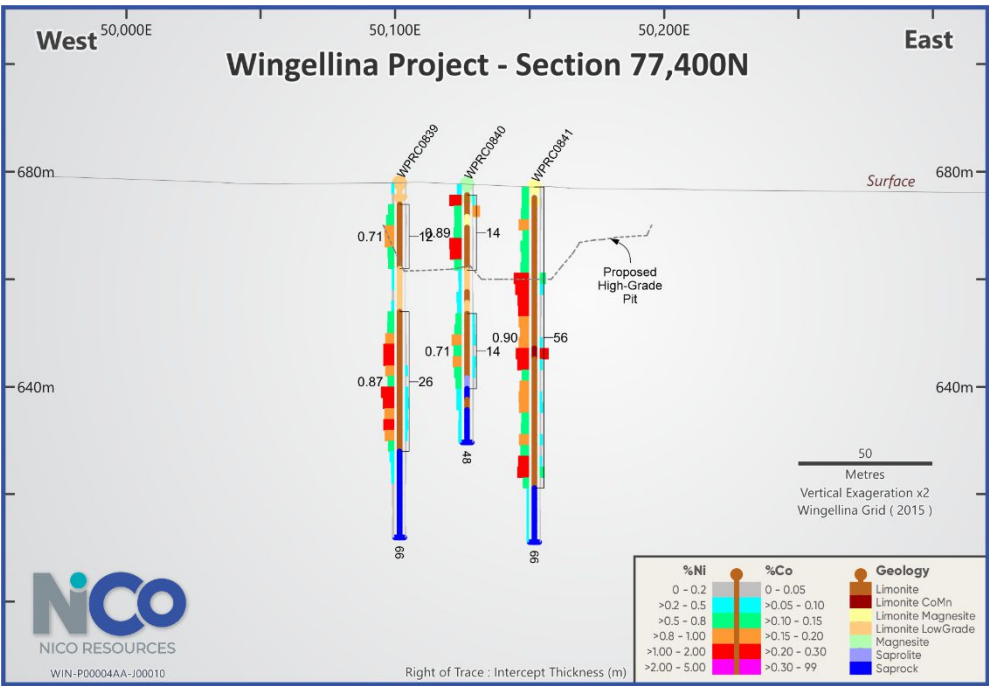 West
50,000E
50,100E
50,200E
East
Wingellina Project - Section 77,400N
WPRC0839
WPRC0840
WPRC0841
680m
680m
Surface
0.71
12
0.89
14
Proposed
High-Grade
Pit
0.90
56
0.71
14
0.87
26
640m
640m
48
66
66
50
Metres
Vertical Exageration x2
Wingellina Grid ( 2015 )
%Ni %Co Geology
0 - 0.2 0 - 0.05 Limonite
>0.2 - 0.5 >0.05 - 0.10 Limonite CoMn
>0.5 - 0.8 >0.10 - 0.15 Limonite Magnesite
>0.8 - 1.00 >0.15 - 0.20 Limonite LowGrade
>1.00 - 2.00 >0.20 - 0.30 Magnesite
>2.00 - 5.00 >0.30 - 99 Saprolite
Saprock
NiCo
NICO RESOURCES
WIN-P00004AA-J00010
Right of Trace : Intercept Thickness (m)